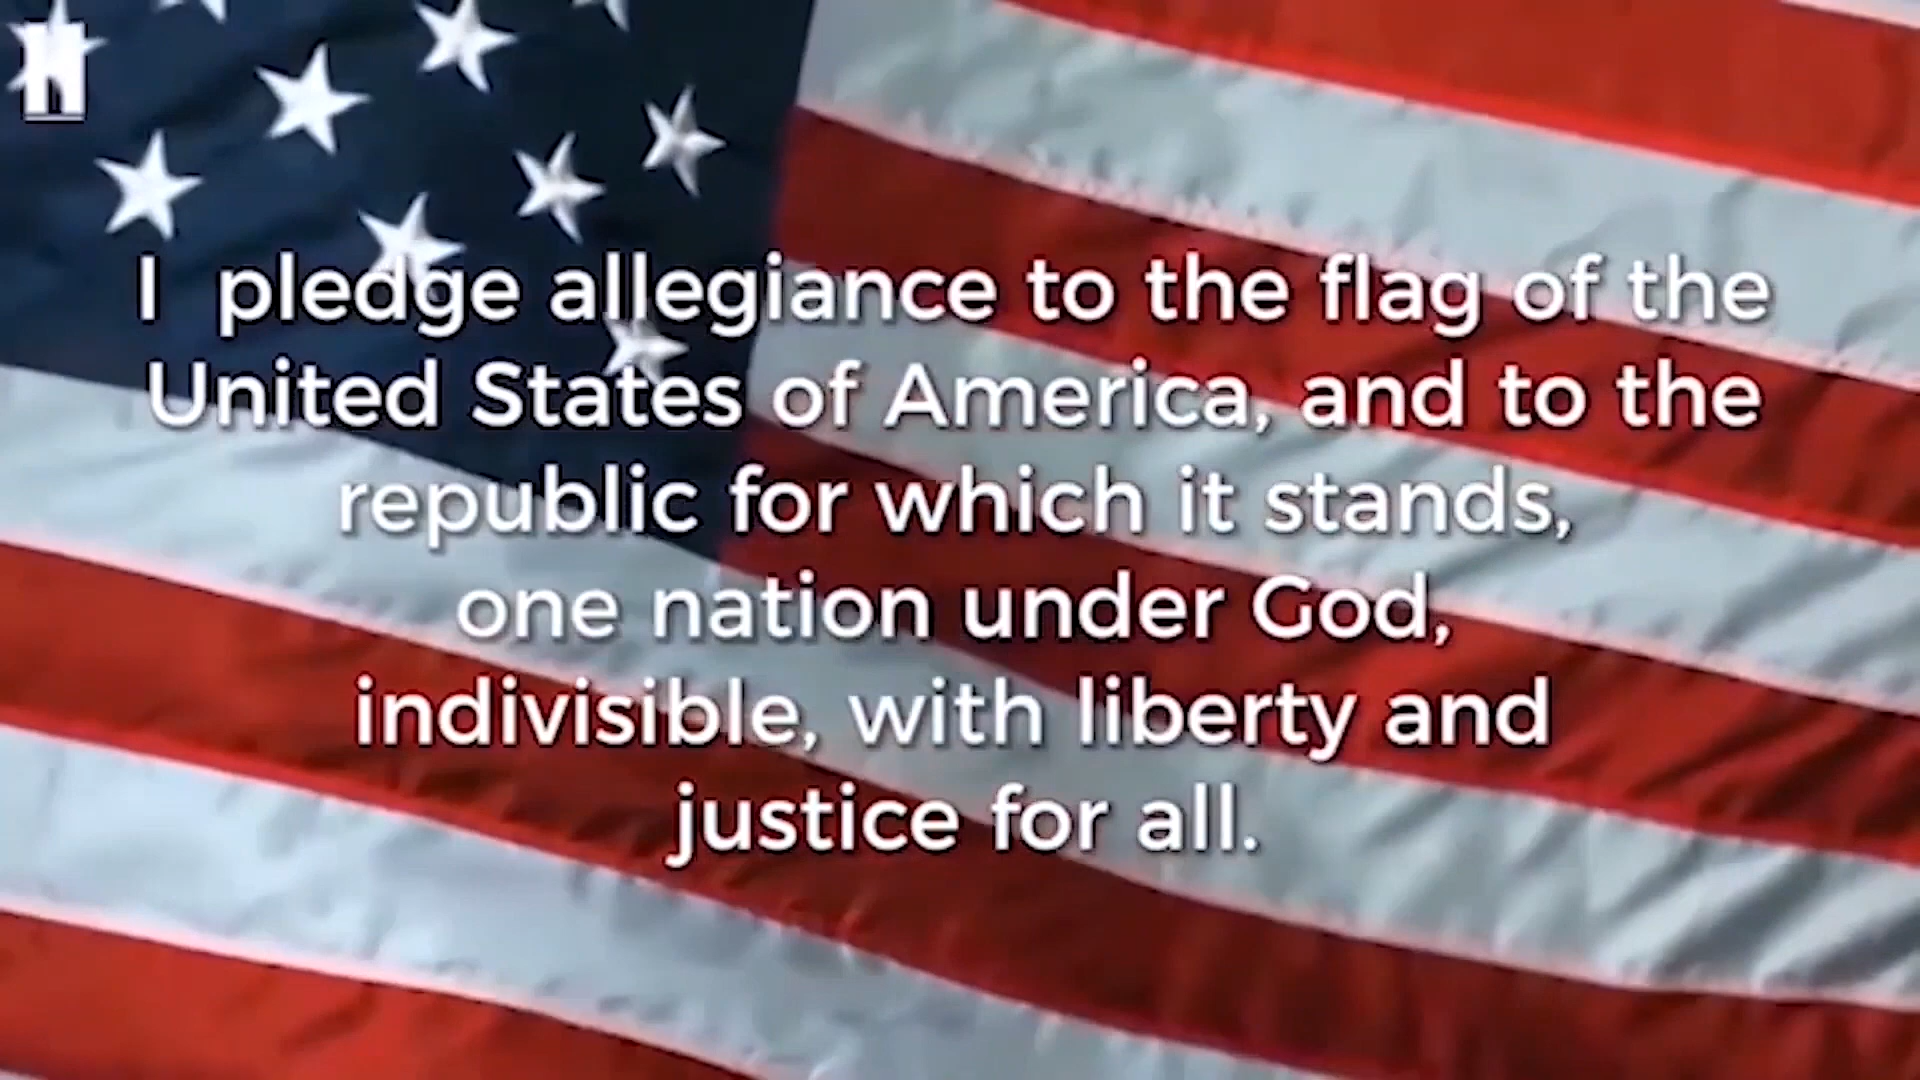 I pledge allegiance to the flag of the
United States of America, and to the
republic for which it stands,
one nation under God,
indivisible, with liberty and
justice for all.